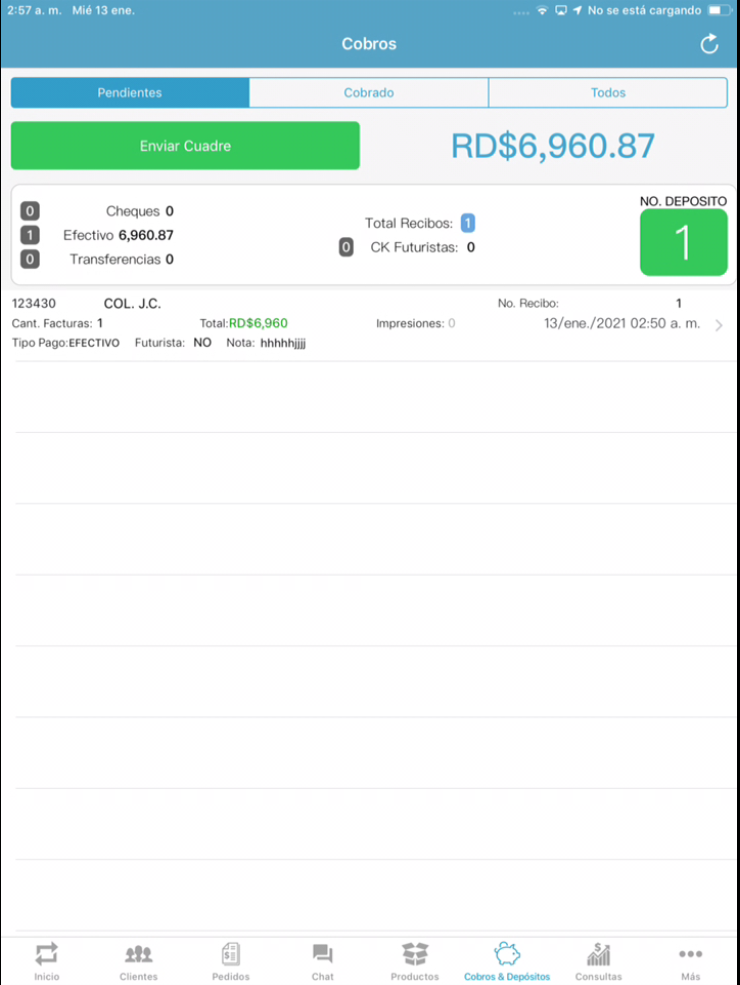 2:57 a. m. Mié 13 ene. No se está cargando
Cobros
Pendientes Cobrado Todos
Enviar Cuadre RD$6,960.87
NO. DEPOSITO
0 Cheques 0
1 Efectivo 6,960.87
0 Transferencias 0
Total Recibos: 1
0 CK Futuristas: 0
1
123430 COL. J.C. No. Recibo: 1
Cant. Facturas: 1 Total:RD$6,960 Impresiones: 0 13/ene./2021 02:50 a. m.
Tipo Pago:EFECTIVO Futurista: NO Nota: hhhhhjjjj
Inicio Clientes Pedidos Chat Productos Cobros & Depósitos Consultas Más